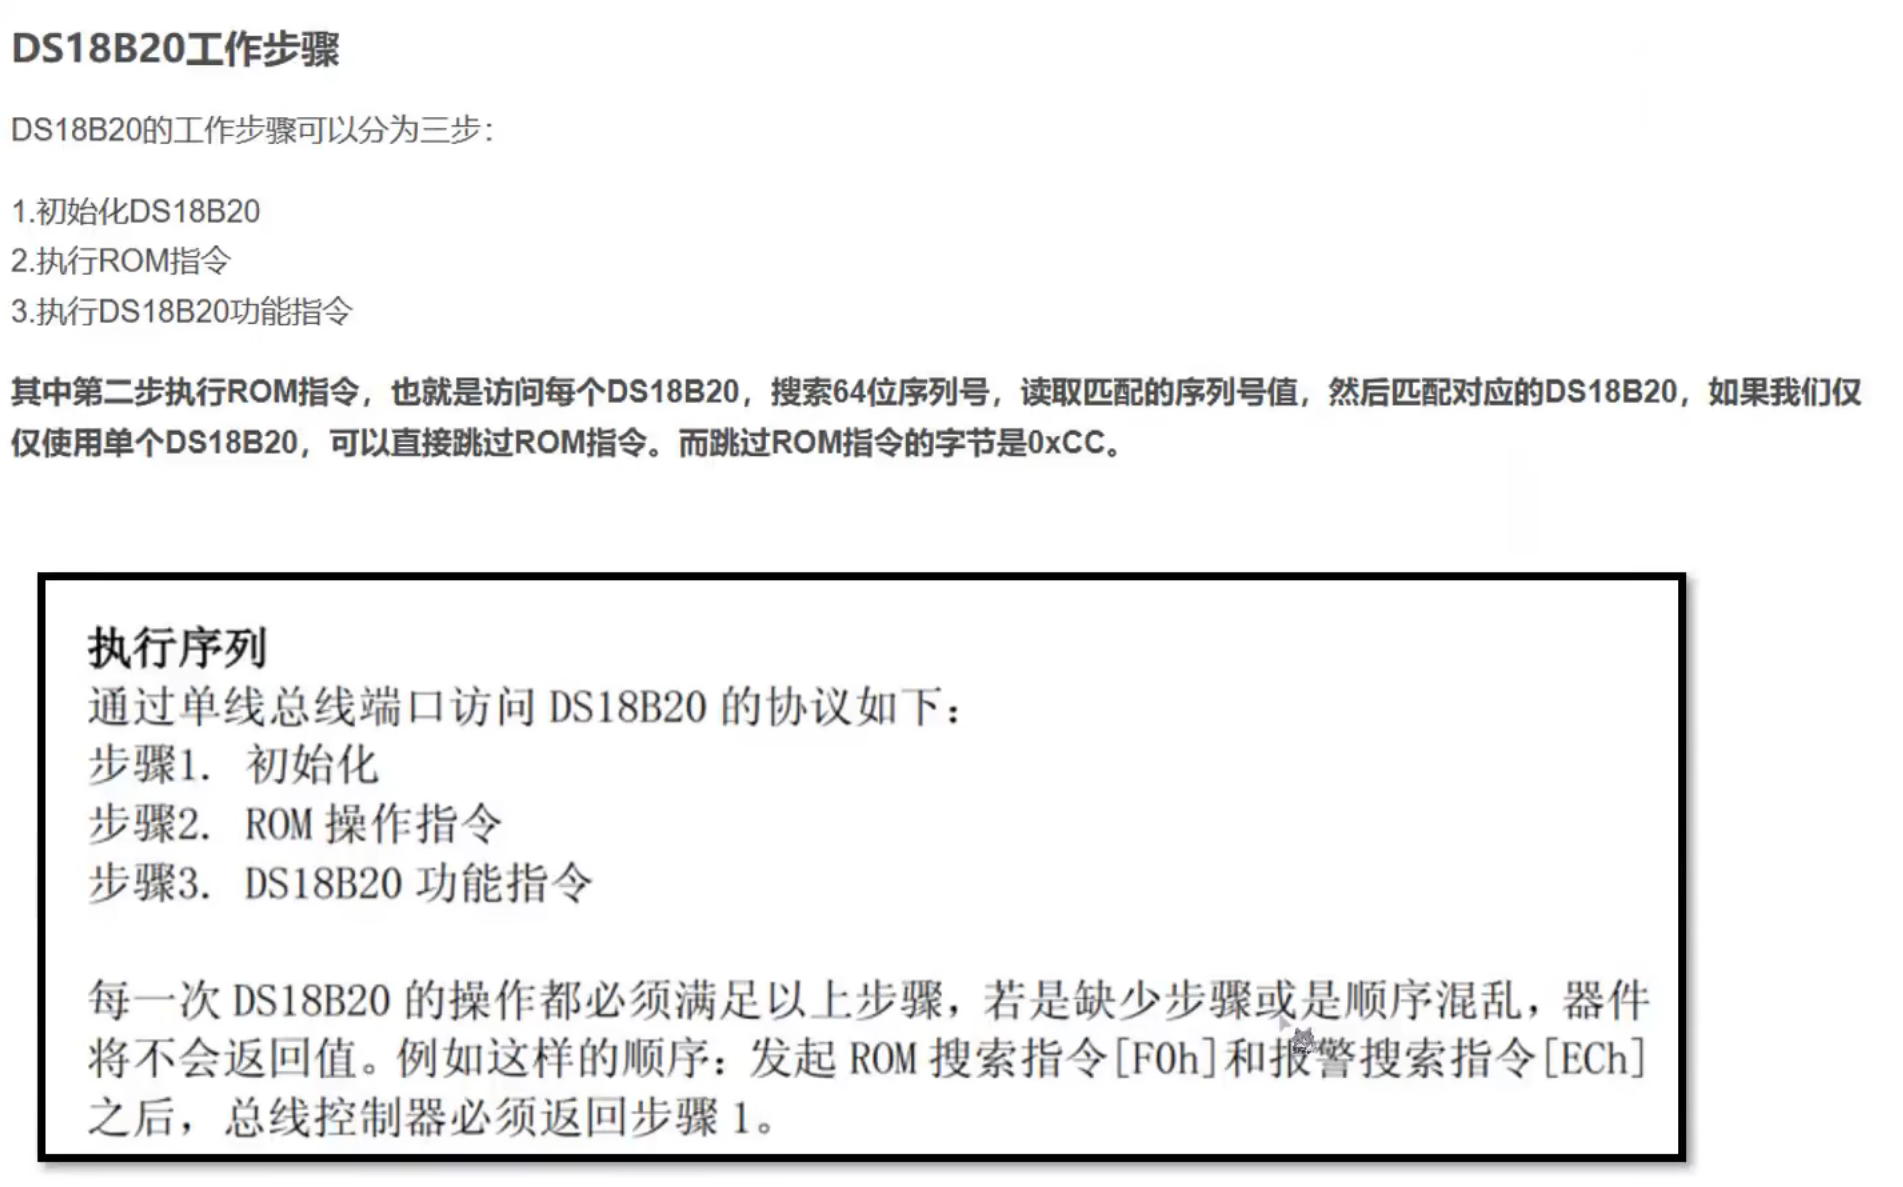 DS18B20工作步骤
DS18B20的工作步骤可以分为三步：
1.初始化DS18B20
2.执行ROM指令
3.执行DS18B20功能指令
其中第二步执行ROM指令，也就是访问每个DS18B20，搜索64位序列号，读取匹配的序列号值，然后匹配对应的DS18B20，如果我们仅
仅使用单个DS18B20，可以直接跳过ROM指令。而跳过ROM指令的字节是0xCC。
执行序列
通过单线总线端口访问 DS18B20 的协议如下：
步骤1. 初始化
步骤2. ROM 操作指令
步骤3. DS18B20 功能指令
每一次 DS18B20 的操作都必须满足以上步骤，若是缺少步骤或是顺序混乱，器件
将不会返回值。例如这样的顺序：发起 ROM 搜索指令[F0h]和报警搜索指令[ECh]
之后，总线控制器必须返回步骤 1。